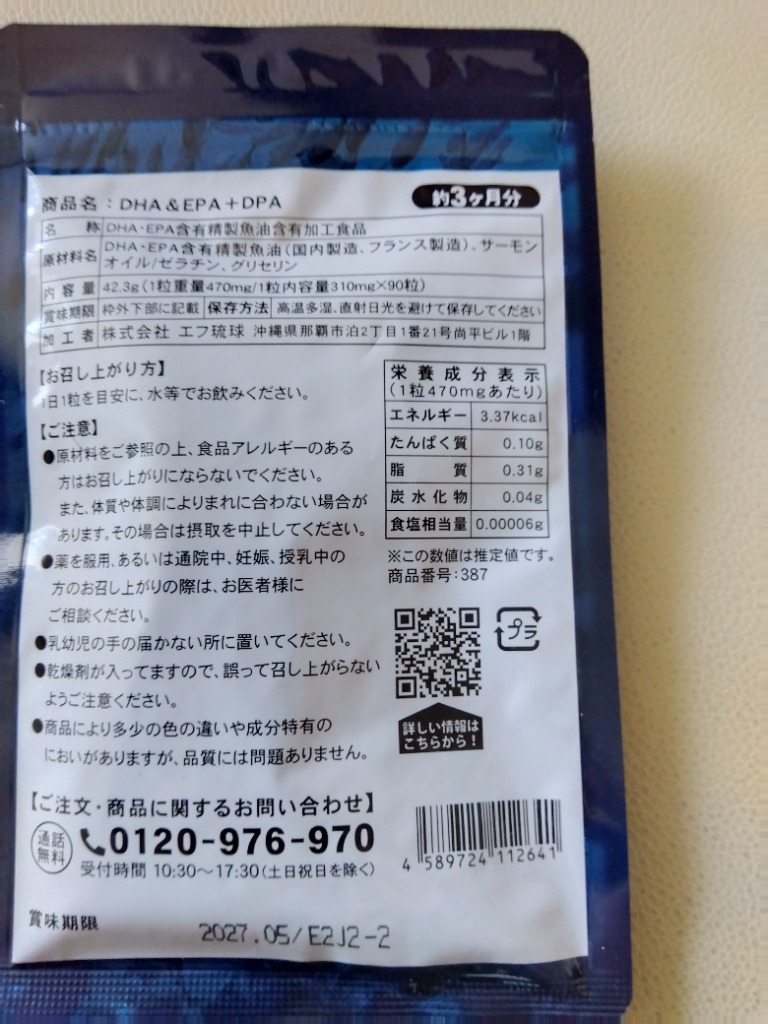 商品名：DHA＆EPA＋DPA
約3ヶ月分
名　称 DHA・EPA含有精製魚油含有加工食品
原材料名 DHA・EPA含有精製魚油（国内製造、フランス製造）、サーモン
オイル/ゼラチン、グリセリン
内容量 42.3g（1粒重量470mg/1粒内容量310mg×90粒）
賞味期限 枠外下部に記載 保存方法 高温多湿、直射日光を避けて保存してください
加工者 株式会社 エフ琉球 沖縄県那覇市泊2丁目1番21号尚平ビル1階
【お召し上がり方】
1日1粒を目安に、水等でお飲みください。
【ご注意】
●原材料をご参照の上、食品アレルギーのある
方はお召し上がりにならないでください。
また、体質や体調によりまれに合わない場合が
あります。その場合は摂取を中止してください。
●薬を服用、あるいは通院中、妊娠、授乳中の
方のお召し上がりの際は、お医者様に
ご相談ください。
●乳幼児の手の届かない所に置いてください。
●乾燥剤が入ってますので、誤って召し上がらない
ようご注意ください。
●商品により多少の色の違いや成分特有の
においがありますが、品質には問題ありません。
栄養成分表示
（1粒470mgあたり）
エネルギー 3.37kcal
たんぱく質 0.10g
脂　質 0.31g
炭水化物 0.04g
食塩相当量 0.00006g
※この数値は推定値です。
商品番号：387
プラ
詳しい情報は
こちらから！
【ご注文・商品に関するお問い合わせ】
通話
無料
0120-976-970
受付時間 10:30〜17:30（土日祝日を除く）
4 589724 112641
賞味期限
2027.05/E2J2-2